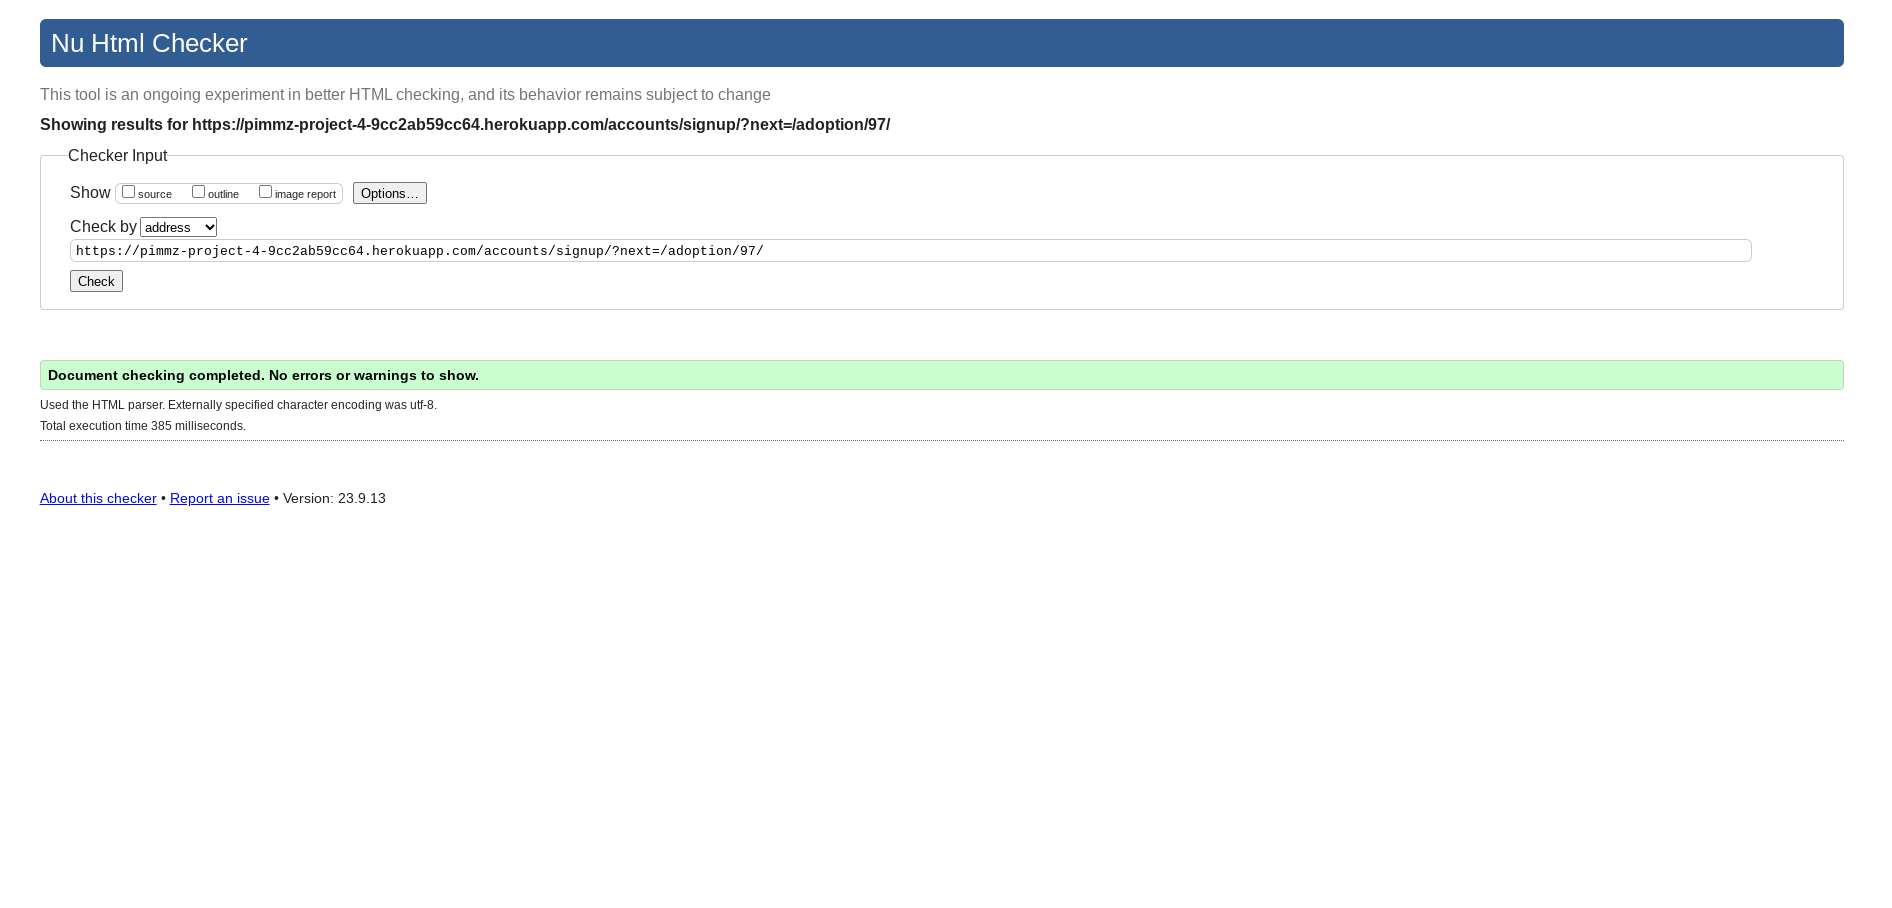 Nu Html Checker
This tool is an ongoing experiment in better HTML checking, and its behavior remains subject to change
Showing results for https://pimmz-project-4-9cc2ab59cc64.herokuapp.com/accounts/signup/?next=/adoption/97/
Checker Input
Show source outline image report Options…
Check by address
https://pimmz-project-4-9cc2ab59cc64.herokuapp.com/accounts/signup/?next=/adoption/97/
Check
Document checking completed. No errors or warnings to show.
Used the HTML parser. Externally specified character encoding was utf-8.
Total execution time 385 milliseconds.
About this checker • Report an issue • Version: 23.9.13